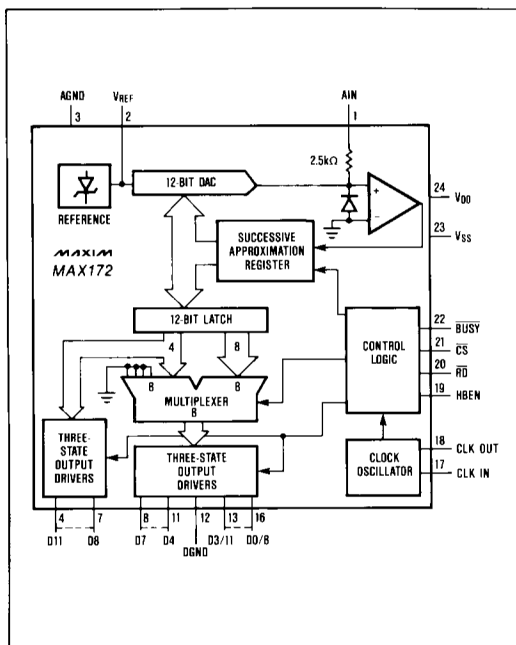 AGND VREF AIN
3 2 1
2.5kΩ
REFERENCE
12-BIT DAC
+
−
24 VDD
23 VSS
MAXIM
MAX172
SUCCESSIVE
APPROXIMATION
REGISTER
12-BIT LATCH
4 8
8 8
MULTIPLEXER
8
CONTROL
LOGIC
22 BUSY
21 CS
20 RD
19 HBEN
CLOCK
OSCILLATOR
18 CLK OUT
17 CLK IN
THREE-
STATE
OUTPUT
DRIVERS
THREE-STATE
OUTPUT
DRIVERS
4 7 8 11 12 13 16
D11 D8 D7 D4 D3/11 D0/8
DGND